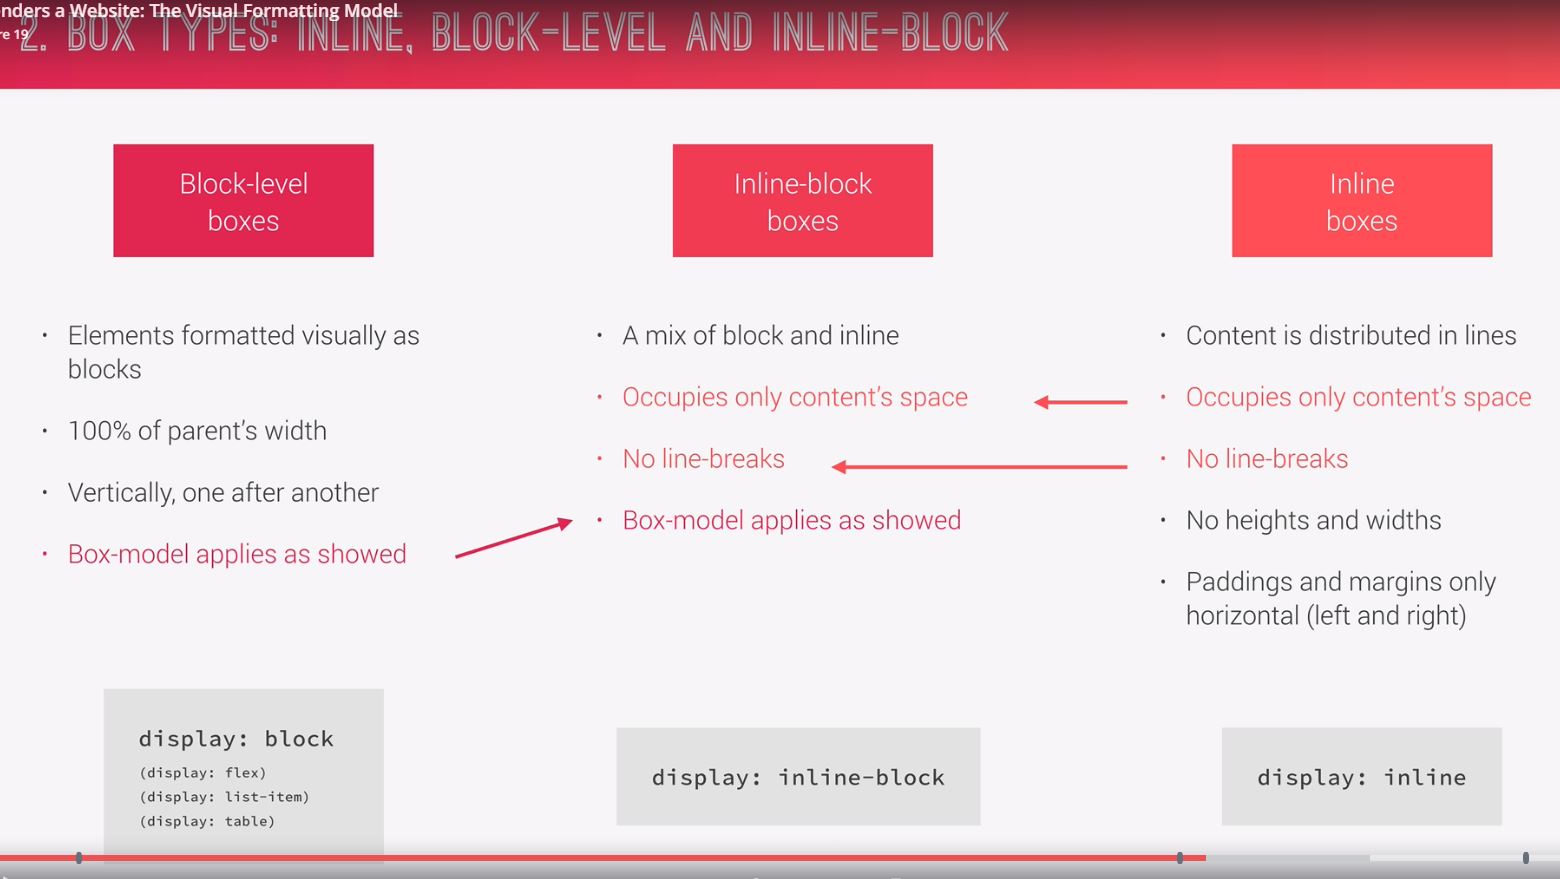 nders a Website: The Visual Formatting Model
re 19
2. BOX TYPES: INLINE, BLOCK-LEVEL AND INLINE-BLOCK
Block-level
boxes
• Elements formatted visually as
blocks
• 100% of parent's width
• Vertically, one after another
• Box-model applies as showed
display: block
(display: flex)
(display: list-item)
(display: table)
Inline-block
boxes
• A mix of block and inline
• Occupies only content's space
• No line-breaks
• Box-model applies as showed
display: inline-block
Inline
boxes
• Content is distributed in lines
• Occupies only content's space
• No line-breaks
• No heights and widths
• Paddings and margins only
horizontal (left and right)
display: inline